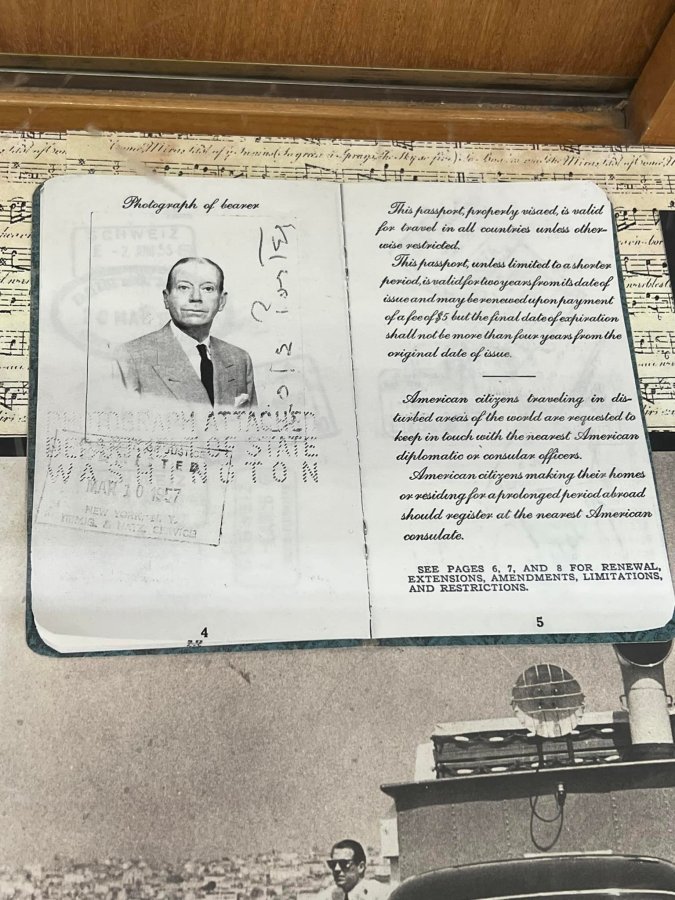 Photograph of bearer
SCHWEIZ
PHOTOGRAPH ATTACHED
DEPARTMENT OF STATE
WASHINGTON
MAR 10 1957
NEW YORK, N. Y.
IMMIG. & NATZ. SERVICE
4
This passport, properly visaed, is valid
for travel in all countries unless other-
wise restricted.
This passport, unless limited to a shorter
period, is valid for two years from its date of
issue and may be renewed upon payment
of a fee of $5 but the final date of expiration
shall not be more than four years from the
original date of issue.
American citizens traveling in dis-
turbed areas of the world are requested to
keep in touch with the nearest American
diplomatic or consular officers.
American citizens making their homes
or residing for a prolonged period abroad
should register at the nearest American
consulate.
SEE PAGES 6, 7, AND 8 FOR RENEWAL,
EXTENSIONS, AMENDMENTS, LIMITATIONS,
AND RESTRICTIONS.
5